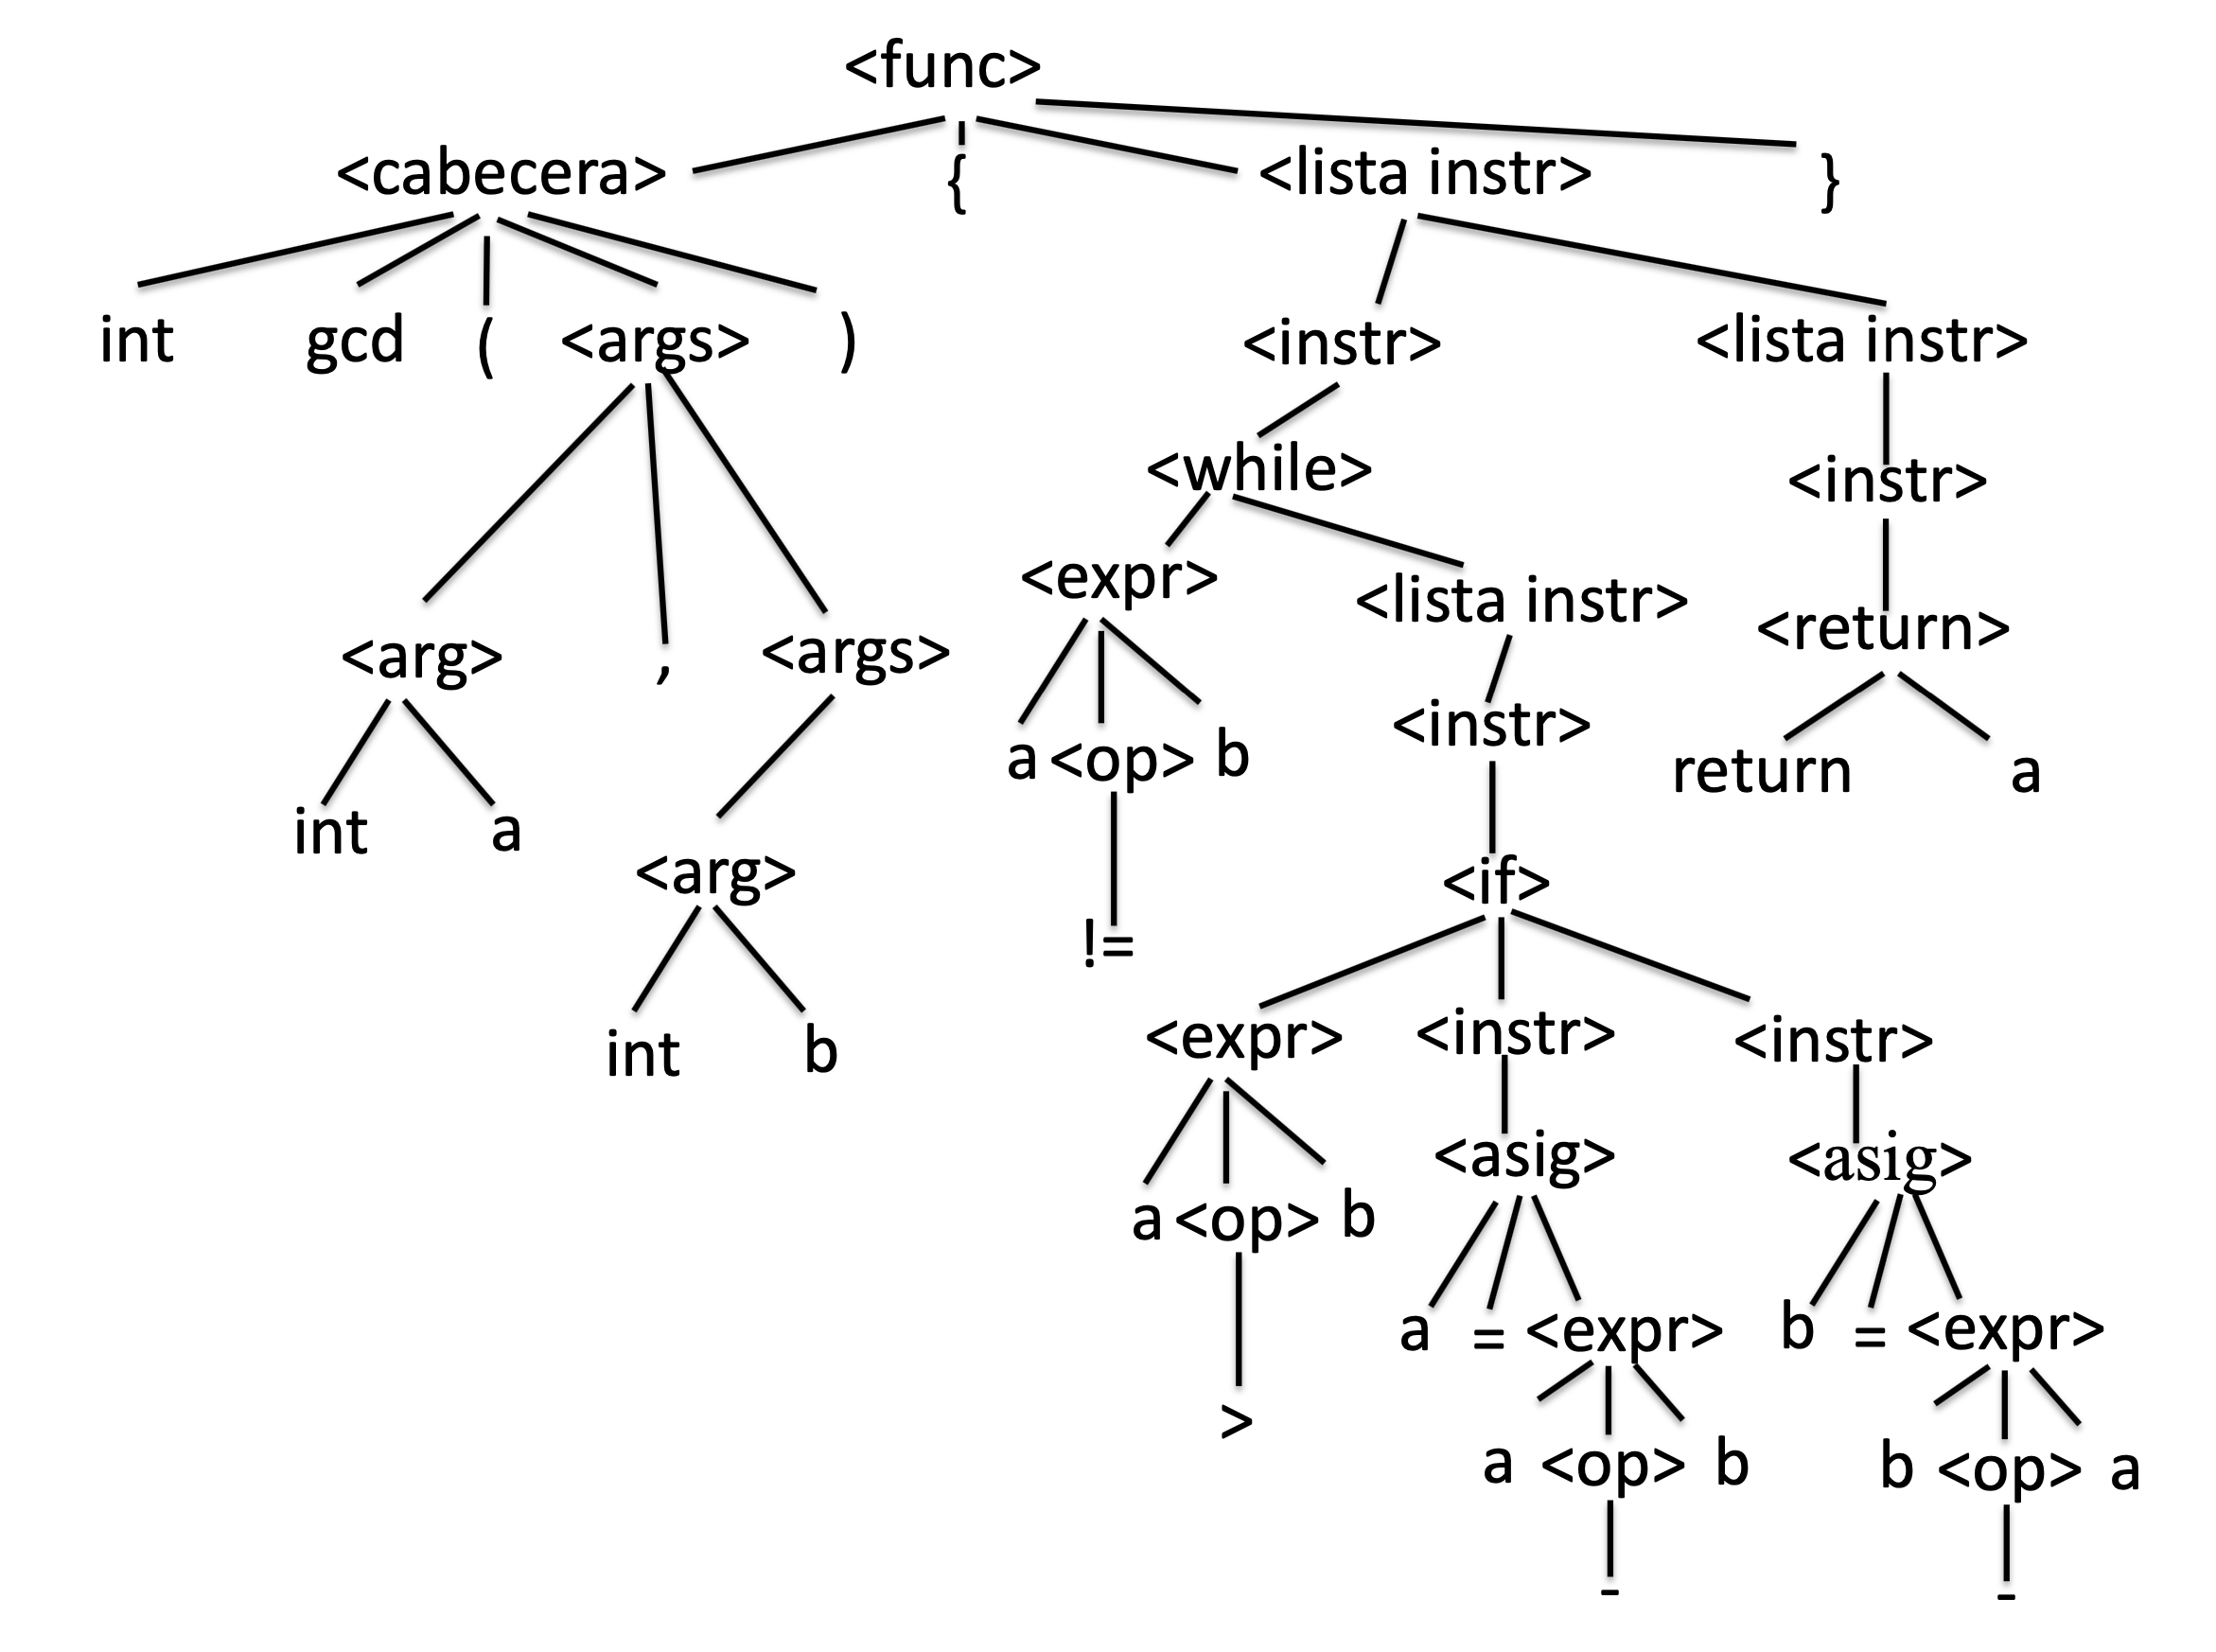 <func>
<cabecera> { <lista instr> }
int gcd ( <args> ) <instr> <lista instr>
<while> <instr>
<expr> <lista instr>
<arg> , <args> <return>
a <op> b <instr> return a
int a
<arg> <if>
!=
int b <expr> <instr> <instr>
<asig> <asig>
a <op> b
a = <expr> b = <expr>
>
a <op> b b <op> a
- -